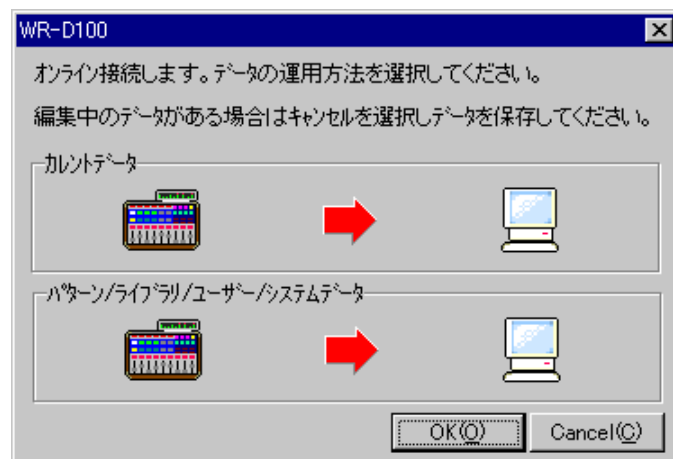 WR-D100
ｵﾝﾗｲﾝ接続します。ﾃﾞｰﾀの運用方法を選択してください。
編集中のﾃﾞｰﾀがある場合はｷｬﾝｾﾙを選択しﾃﾞｰﾀを保存してください。
ｶﾚﾝﾄﾃﾞｰﾀ
ﾊﾟﾀｰﾝ/ﾗｲﾌﾞﾗﾘ/ﾕｰｻﾞｰ/ｼｽﾃﾑﾃﾞｰﾀ
OK(O)
Cancel(C)